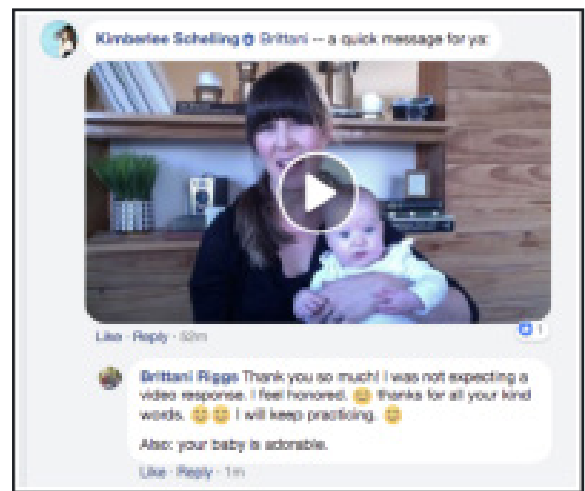 Kimberlee Schelling Brittani -- a quick message for ya:
Like · Reply · 52m
1
Brittani Riggs Thank you so much! I was not expecting a
video response. I feel honored. 😊 thanks for all your kind
words. 😊😊 I will keep practicing. 😊
Also: your baby is adorable.
Like · Reply · 1m